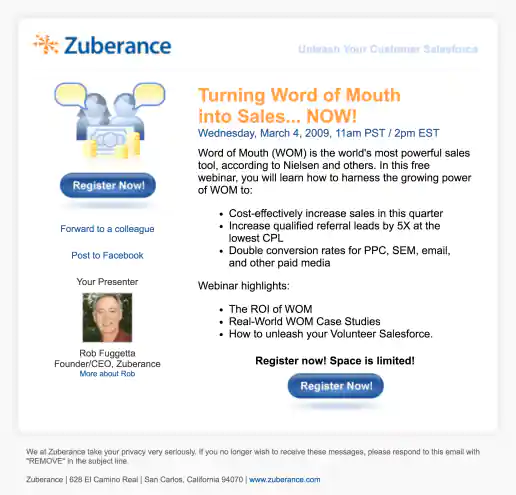 Zuberance
Unleash Your Customer Salesforce
Turning Word of Mouth
into Sales... NOW!
Wednesday, March 4, 2009, 11am PST / 2pm EST
Register Now!
Forward to a colleague
Post to Facebook
Your Presenter
Rob Fuggetta
Founder/CEO, Zuberance
More about Rob
Word of Mouth (WOM) is the world's most powerful sales
tool, according to Nielsen and others. In this free
webinar, you will learn how to harness the growing power
of WOM to:
• Cost-effectively increase sales in this quarter
• Increase qualified referral leads by 5X at the
lowest CPL
• Double conversion rates for PPC, SEM, email,
and other paid media
Webinar highlights:
• The ROI of WOM
• Real-World WOM Case Studies
• How to unleash your Volunteer Salesforce.
Register now! Space is limited!
Register Now!
We at Zuberance take your privacy very seriously. If you no longer wish to receive these messages, please respond to this email with
"REMOVE" in the subject line.
Zuberance | 628 El Camino Real | San Carlos, California 94070 | www.zuberance.com